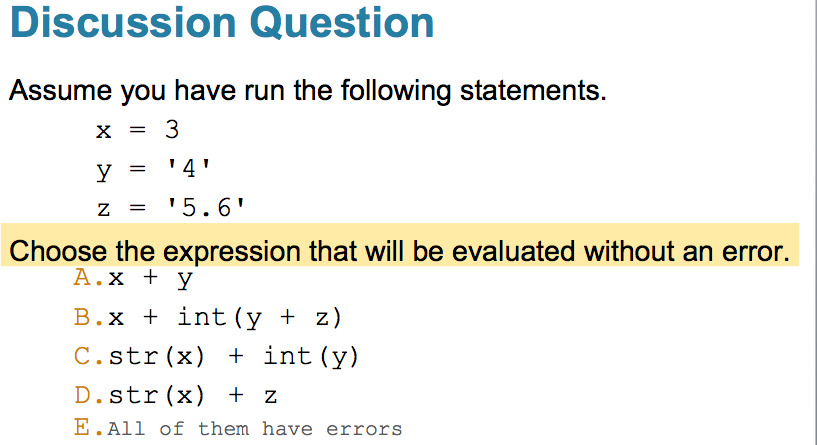 Discussion Question
Assume you have run the following statements.
x = 3
y = '4'
z = '5.6'
Choose the expression that will be evaluated without an error.
A.x + y
B.x + int(y + z)
C.str(x) + int(y)
D.str(x) + z
E.All of them have errors